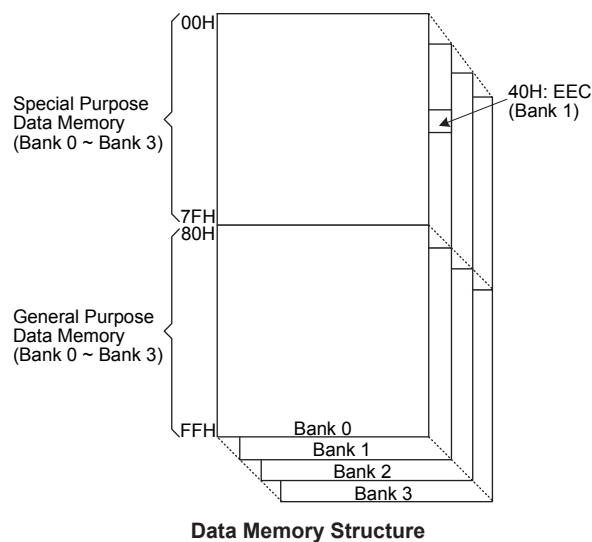 00H
Special Purpose
Data Memory
(Bank 0 ~ Bank 3)
40H: EEC
(Bank 1)
7FH
80H
General Purpose
Data Memory
(Bank 0 ~ Bank 3)
FFH
Bank 0
Bank 1
Bank 2
Bank 3
Data Memory Structure